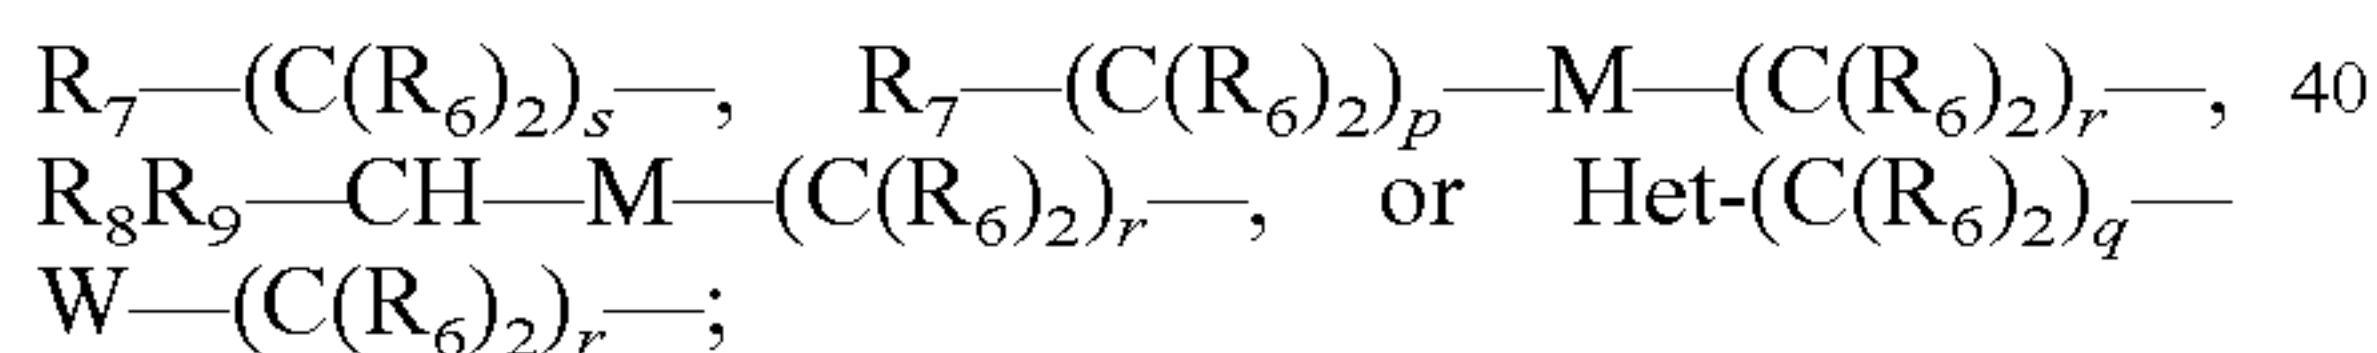 R₇—(C(R₆)₂)ₛ—, R₇—(C(R₆)₂)ₚ—M—(C(R₆)₂)ᵣ—, 40
R₈R₉—CH—M—(C(R₆)₂)ᵣ—, or Het-(C(R₆)₂)q—
W—(C(R₆)₂)ᵣ—;